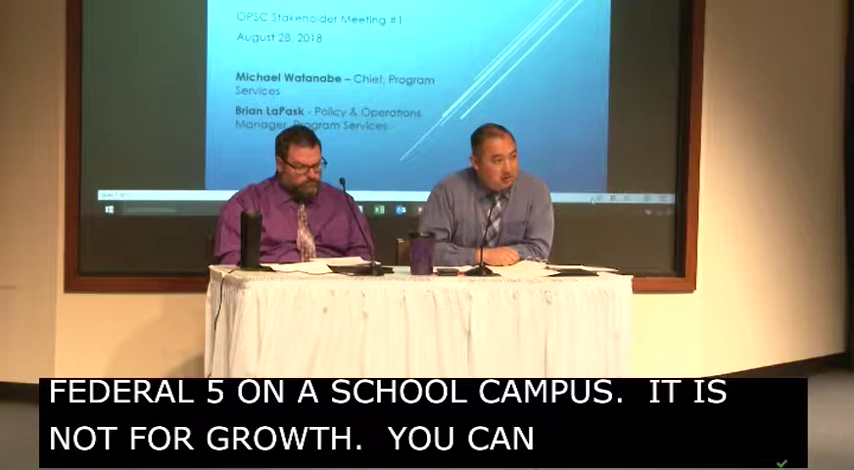 OPSC Stakeholder Meeting #1
August 28, 2018
Michael Watanabe – Chief, Program
Services
Brian LaPask - Policy & Operations
Manager, Program Services
FEDERAL 5 ON A SCHOOL CAMPUS. IT IS
NOT FOR GROWTH. YOU CAN